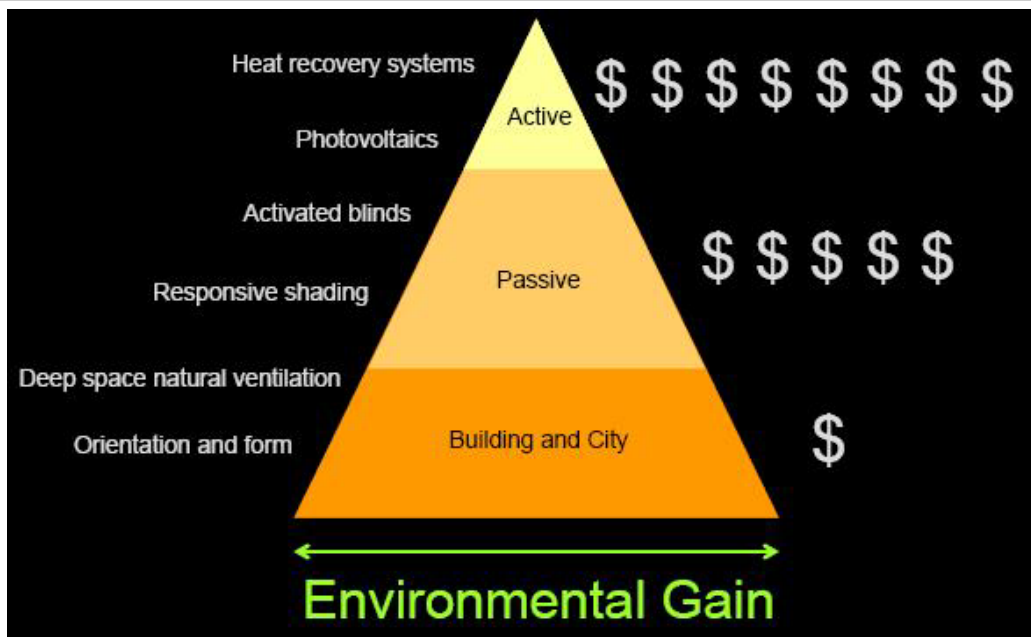 Heat recovery systems
$ $ $ $ $ $ $ $
Active
Photovoltaics
Activated blinds
$ $ $ $ $
Passive
Responsive shading
Deep space natural ventilation
Building and City
$
Orientation and form
Environmental Gain